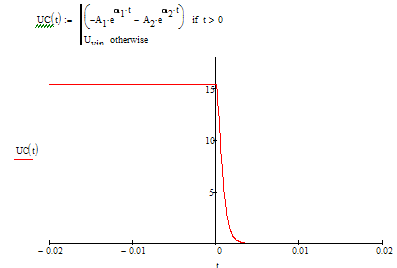 UC(t) := | (-A₁·e^(α₁·t) - A₂·e^(α₂·t)) if t > 0
Uvin otherwise
15
10
UC(t)
5
- 0.02 - 0.01 0 0.01 0.02
t